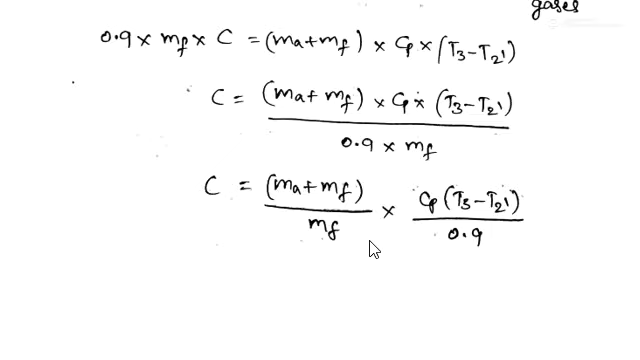 gases
0.9 × mf × C = (ma+mf) × Cp × (T3 − T2')
C = (ma + mf) × Cp × (T3 − T2')
0.9 × mf
C = (ma+mf) × Cp (T3 − T2')
mf 0.9